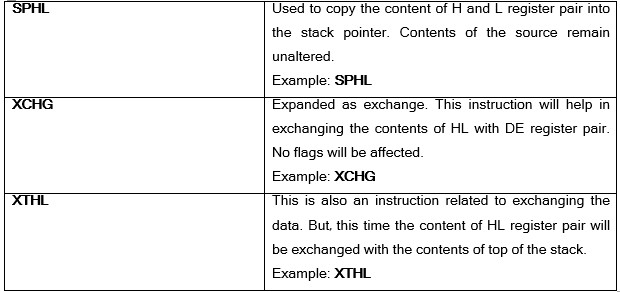 SPHL
Used to copy the content of H and L register pair into
the stack pointer. Contents of the source remain
unaltered.
Example: SPHL
XCHG
Expanded as exchange. This instruction will help in
exchanging the contents of HL with DE register pair.
No flags will be affected.
Example: XCHG
XTHL
This is also an instruction related to exchanging the
data. But, this time the content of HL register pair will
be exchanged with the contents of top of the stack.
Example: XTHL